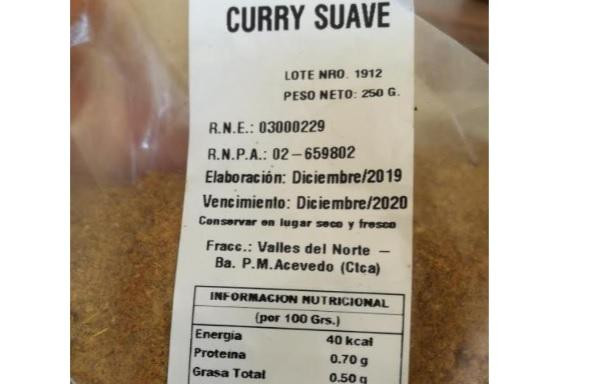 CURRY SUAVE
LOTE NRO. 1912
PESO NETO: 250 G.
R.N.E.: 03000229
R.N.P.A.: 02-659802
Elaboración: Diciembre/2019
Vencimiento: Diciembre/2020
Conservar en lugar seco y fresco
Fracc.: Valles del Norte –
Ba. P.M.Acevedo (Ctca)
INFORMACION NUTRICIONAL
(por 100 Grs.)
Energía 40 kcal
Proteína 0.70 g
Grasa Total 0.50 g